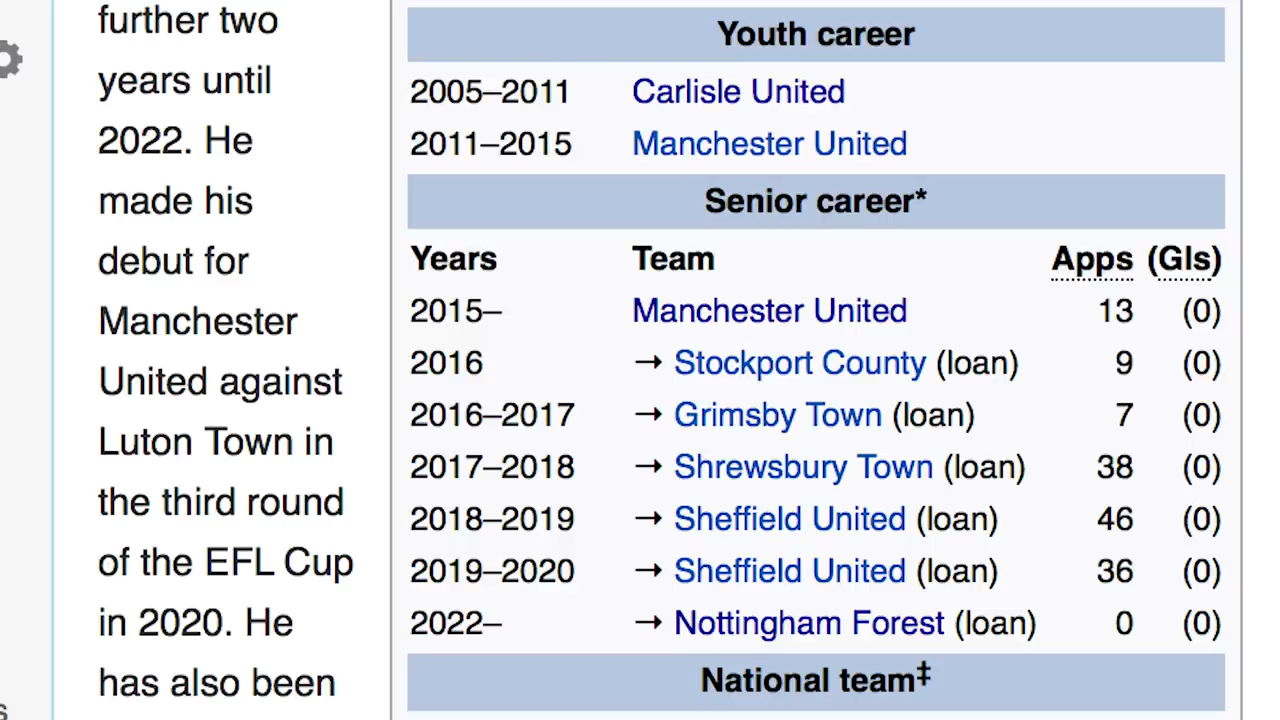 further two
years until
2022. He
made his
debut for
Manchester
United against
Luton Town in
the third round
of the EFL Cup
in 2020. He
has also been
Youth career
2005–2011 Carlisle United
2011–2015 Manchester United
Senior career*
Years Team Apps (Gls)
2015– Manchester United 13 (0)
2016 → Stockport County (loan) 9 (0)
2016–2017 → Grimsby Town (loan) 7 (0)
2017–2018 → Shrewsbury Town (loan) 38 (0)
2018–2019 → Sheffield United (loan) 46 (0)
2019–2020 → Sheffield United (loan) 36 (0)
2022– → Nottingham Forest (loan) 0 (0)
National team‡